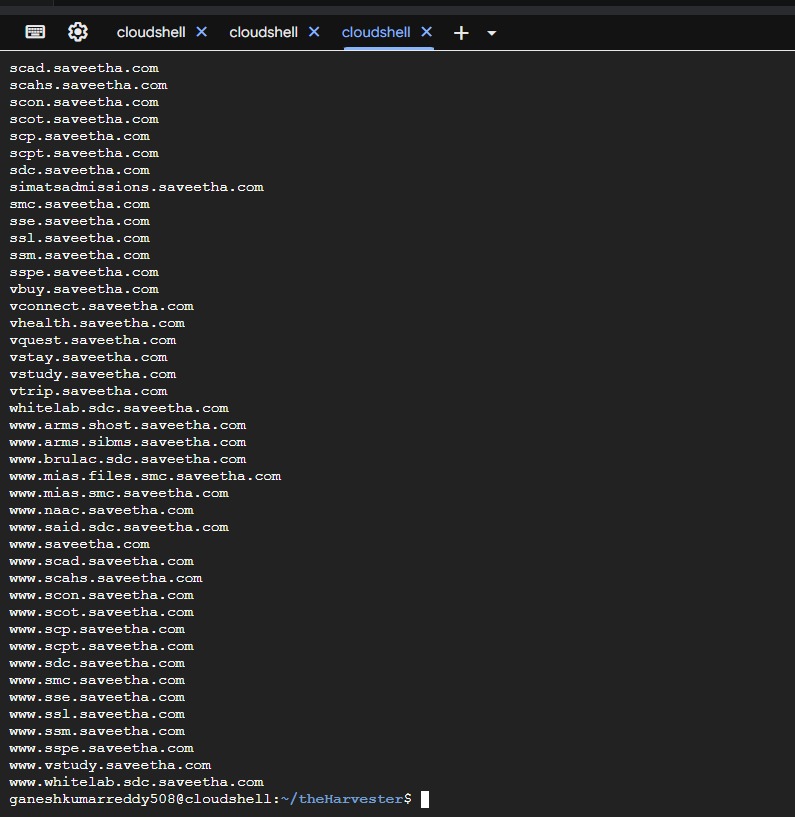 cloudshell cloudshell cloudshell
scad.saveetha.com
scahs.saveetha.com
scon.saveetha.com
scot.saveetha.com
scp.saveetha.com
scpt.saveetha.com
sdc.saveetha.com
simatsadmissions.saveetha.com
smc.saveetha.com
sse.saveetha.com
ssl.saveetha.com
ssm.saveetha.com
sspe.saveetha.com
vbuy.saveetha.com
vconnect.saveetha.com
vhealth.saveetha.com
vquest.saveetha.com
vstay.saveetha.com
vstudy.saveetha.com
vtrip.saveetha.com
whitelab.sdc.saveetha.com
www.arms.shost.saveetha.com
www.arms.sibms.saveetha.com
www.brulac.sdc.saveetha.com
www.mias.files.smc.saveetha.com
www.mias.smc.saveetha.com
www.naac.saveetha.com
www.said.sdc.saveetha.com
www.saveetha.com
www.scad.saveetha.com
www.scahs.saveetha.com
www.scon.saveetha.com
www.scot.saveetha.com
www.scp.saveetha.com
www.scpt.saveetha.com
www.sdc.saveetha.com
www.smc.saveetha.com
www.sse.saveetha.com
www.ssl.saveetha.com
www.ssm.saveetha.com
www.sspe.saveetha.com
www.vstudy.saveetha.com
www.whitelab.sdc.saveetha.com
ganeshkumarreddy508@cloudshell:~/theHarvester$